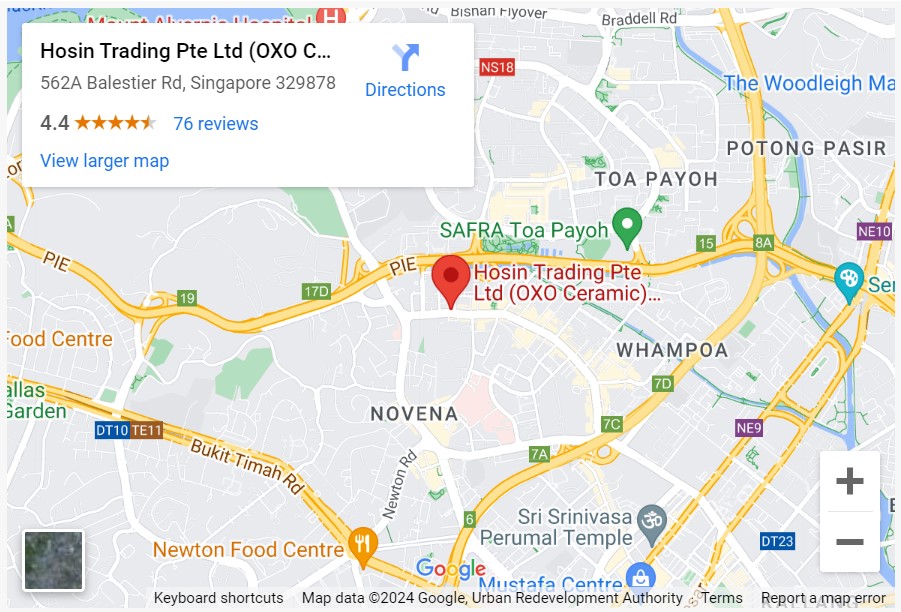 Mount Alvernia Hospital
H
Bishan Flyover
Braddell Rd
Hosin Trading Pte Ltd (OXO C...
562A Balestier Rd, Singapore 329878
Directions
4.4
76 reviews
View larger map
NS18
The Woodleigh Ma
POTONG PASIR
TOA PAYOH
SAFRA Toa Payoh
NE10
15
8A
PIE
PIE
Hosin Trading Pte
Ltd (OXO Ceramic)...
Ser
19
17D
Food Centre
WHAMPOA
7D
allas
Garden
NOVENA
DT10 TE11
7C
NE9
7A
Bukit Timah Rd
Newton Rd
6
Sri Srinivasa
Perumal Temple
DT23
Newton Food Centre
Google
Mustafa Centre
KALLANG
Keyboard shortcuts
Map data ©2024 Google, Urban Redevelopment Authority
Terms
Report a map error